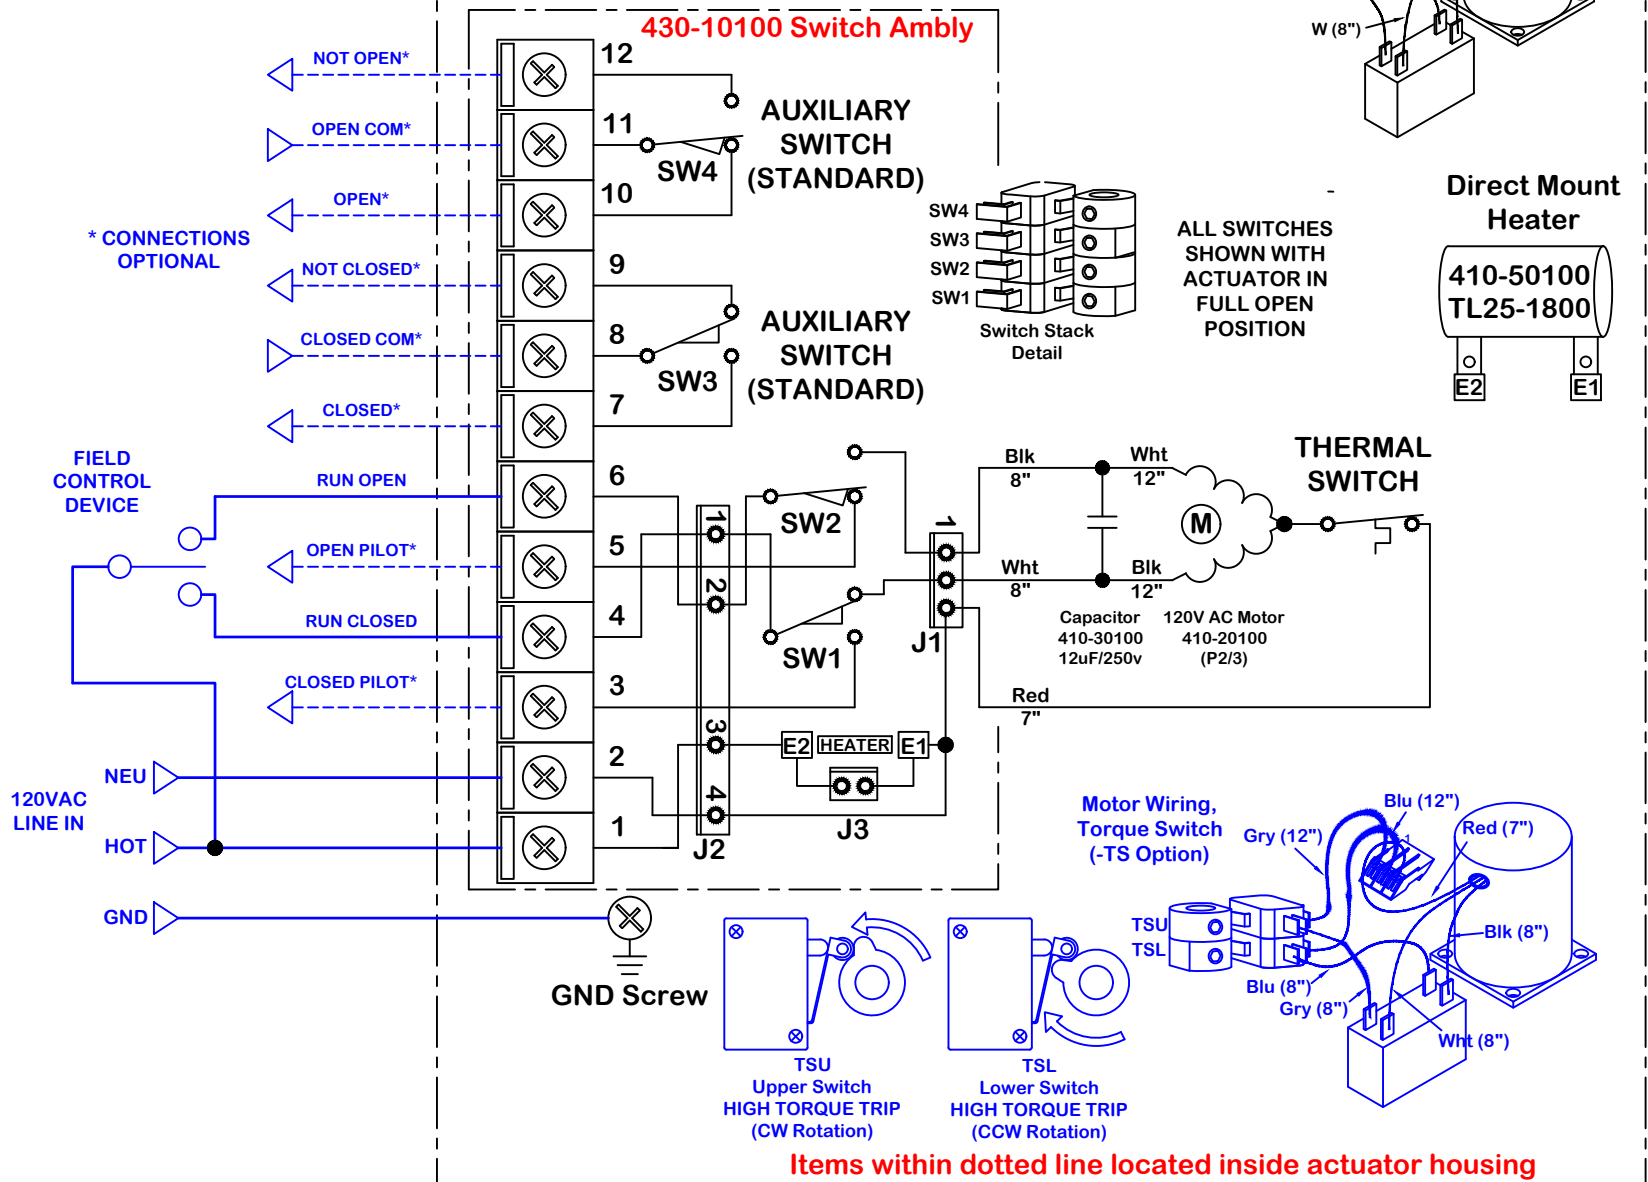 430-10100 Switch Ambly
W (8")
NOT OPEN*
12
OPEN COM*
11
AUXILIARY
SWITCH
(STANDARD)
SW4
OPEN*
10
* CONNECTIONS
OPTIONAL
NOT CLOSED*
9
CLOSED COM*
8
AUXILIARY
SWITCH
(STANDARD)
SW3
CLOSED*
7
SW4
SW3
SW2
SW1
Switch Stack
Detail
-
ALL SWITCHES
SHOWN WITH
ACTUATOR IN
FULL OPEN
POSITION
Direct Mount
Heater
410-50100
TL25-1800
E2
E1
FIELD
CONTROL
DEVICE
RUN OPEN
6
OPEN PILOT*
5
RUN CLOSED
4
CLOSED PILOT*
3
NEU
2
120VAC
LINE IN
HOT
1
GND
GND Screw
1
2
3
4
J2
SW2
SW1
1
J1
E2
HEATER
E1
J3
Blk
8"
Wht
12"
Wht
8"
Blk
12"
M
THERMAL
SWITCH
Capacitor
410-30100
12uF/250v
120V AC Motor
410-20100
(P2/3)
Red
7"
Motor Wiring,
Torque Switch
(-TS Option)
Blu (12")
Gry (12")
Red (7")
1
TSU
TSL
Blk (8")
Blu (8")
Gry (8")
Wht (8")
TSU
Upper Switch
HIGH TORQUE TRIP
(CW Rotation)
TSL
Lower Switch
HIGH TORQUE TRIP
(CCW Rotation)
Items within dotted line located inside actuator housing